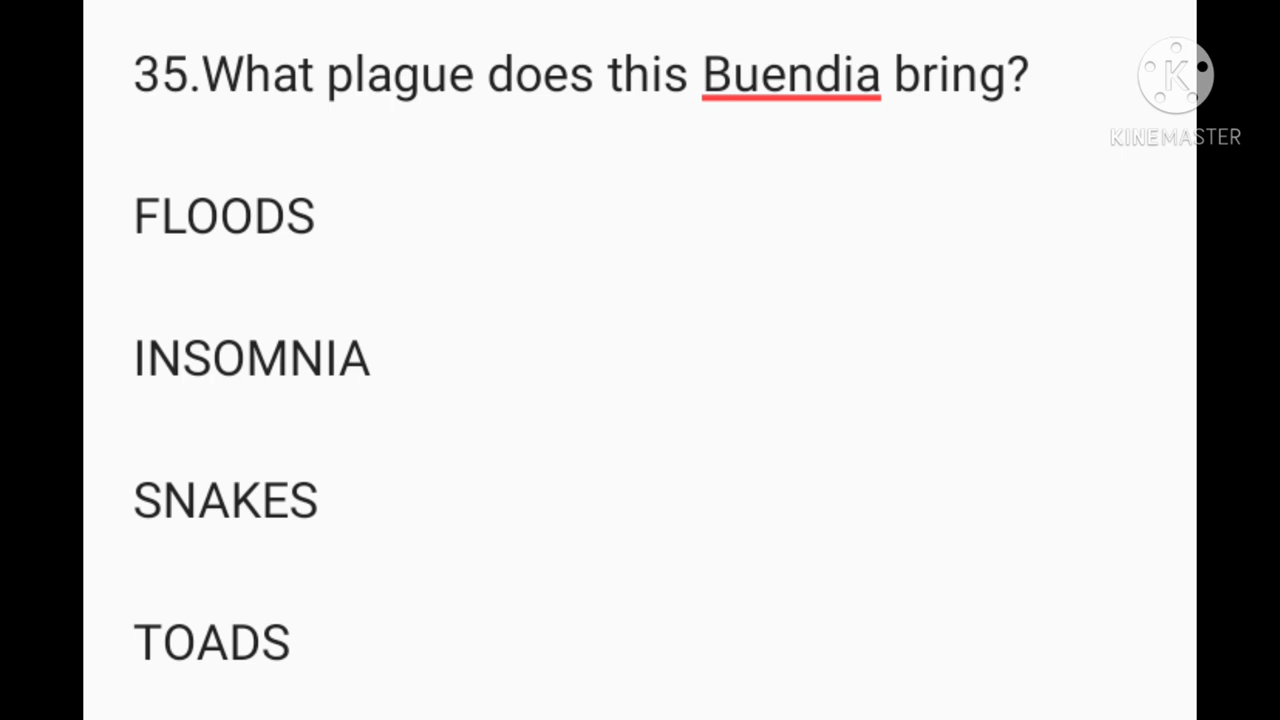 35.What plague does this Buendia bring?
KINEMASTER
FLOODS
INSOMNIA
SNAKES
TOADS